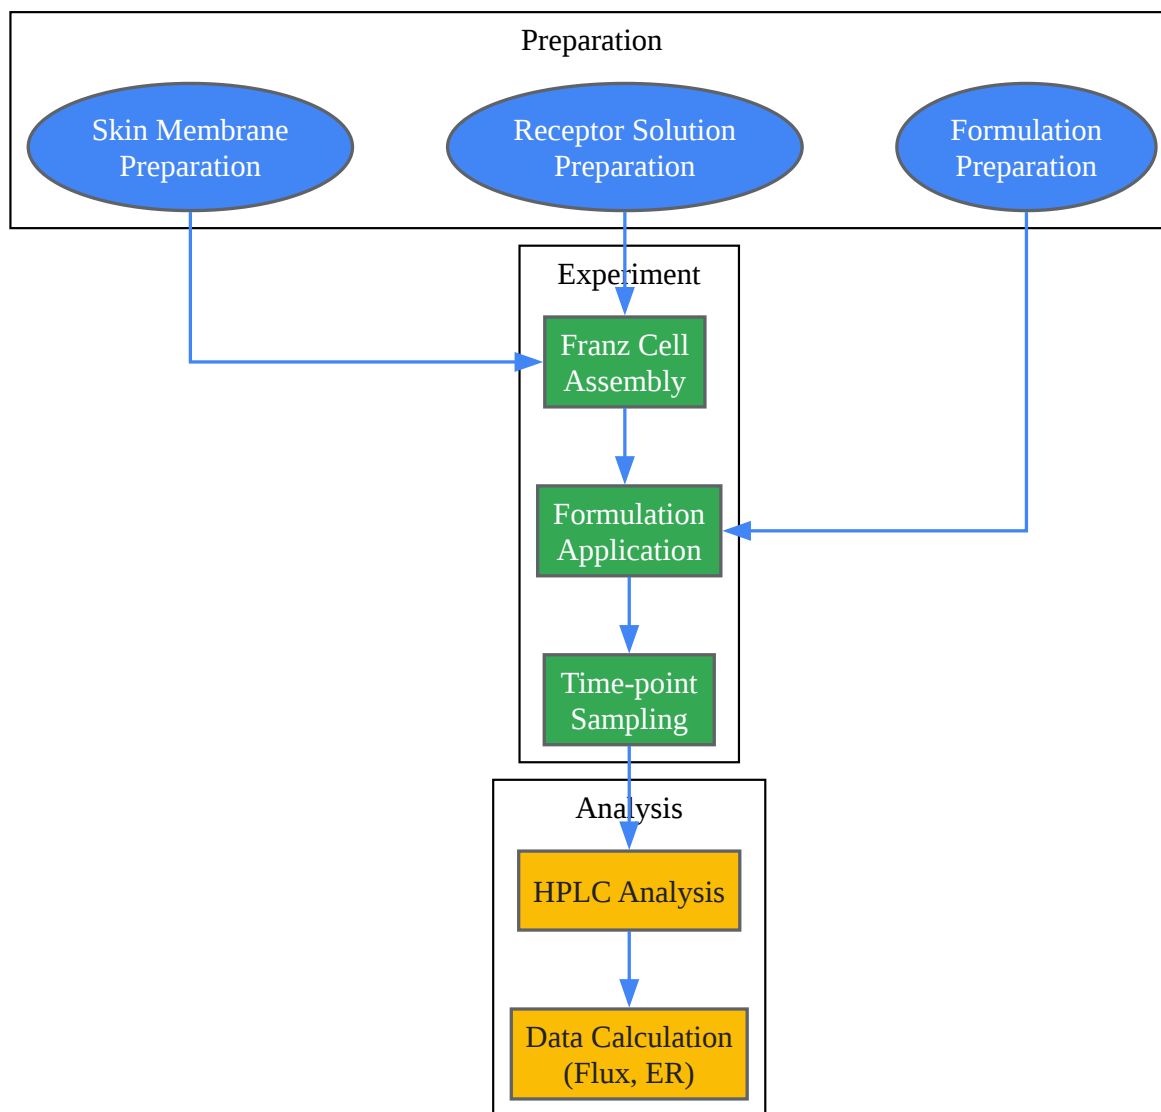 Preparation
Skin Membrane
Preparation
Receptor Solution
Preparation
Formulation
Preparation
Experiment
Franz Cell
Assembly
Formulation
Application
Time-point
Sampling
Analysis
HPLC Analysis
Data Calculation
(Flux, ER)